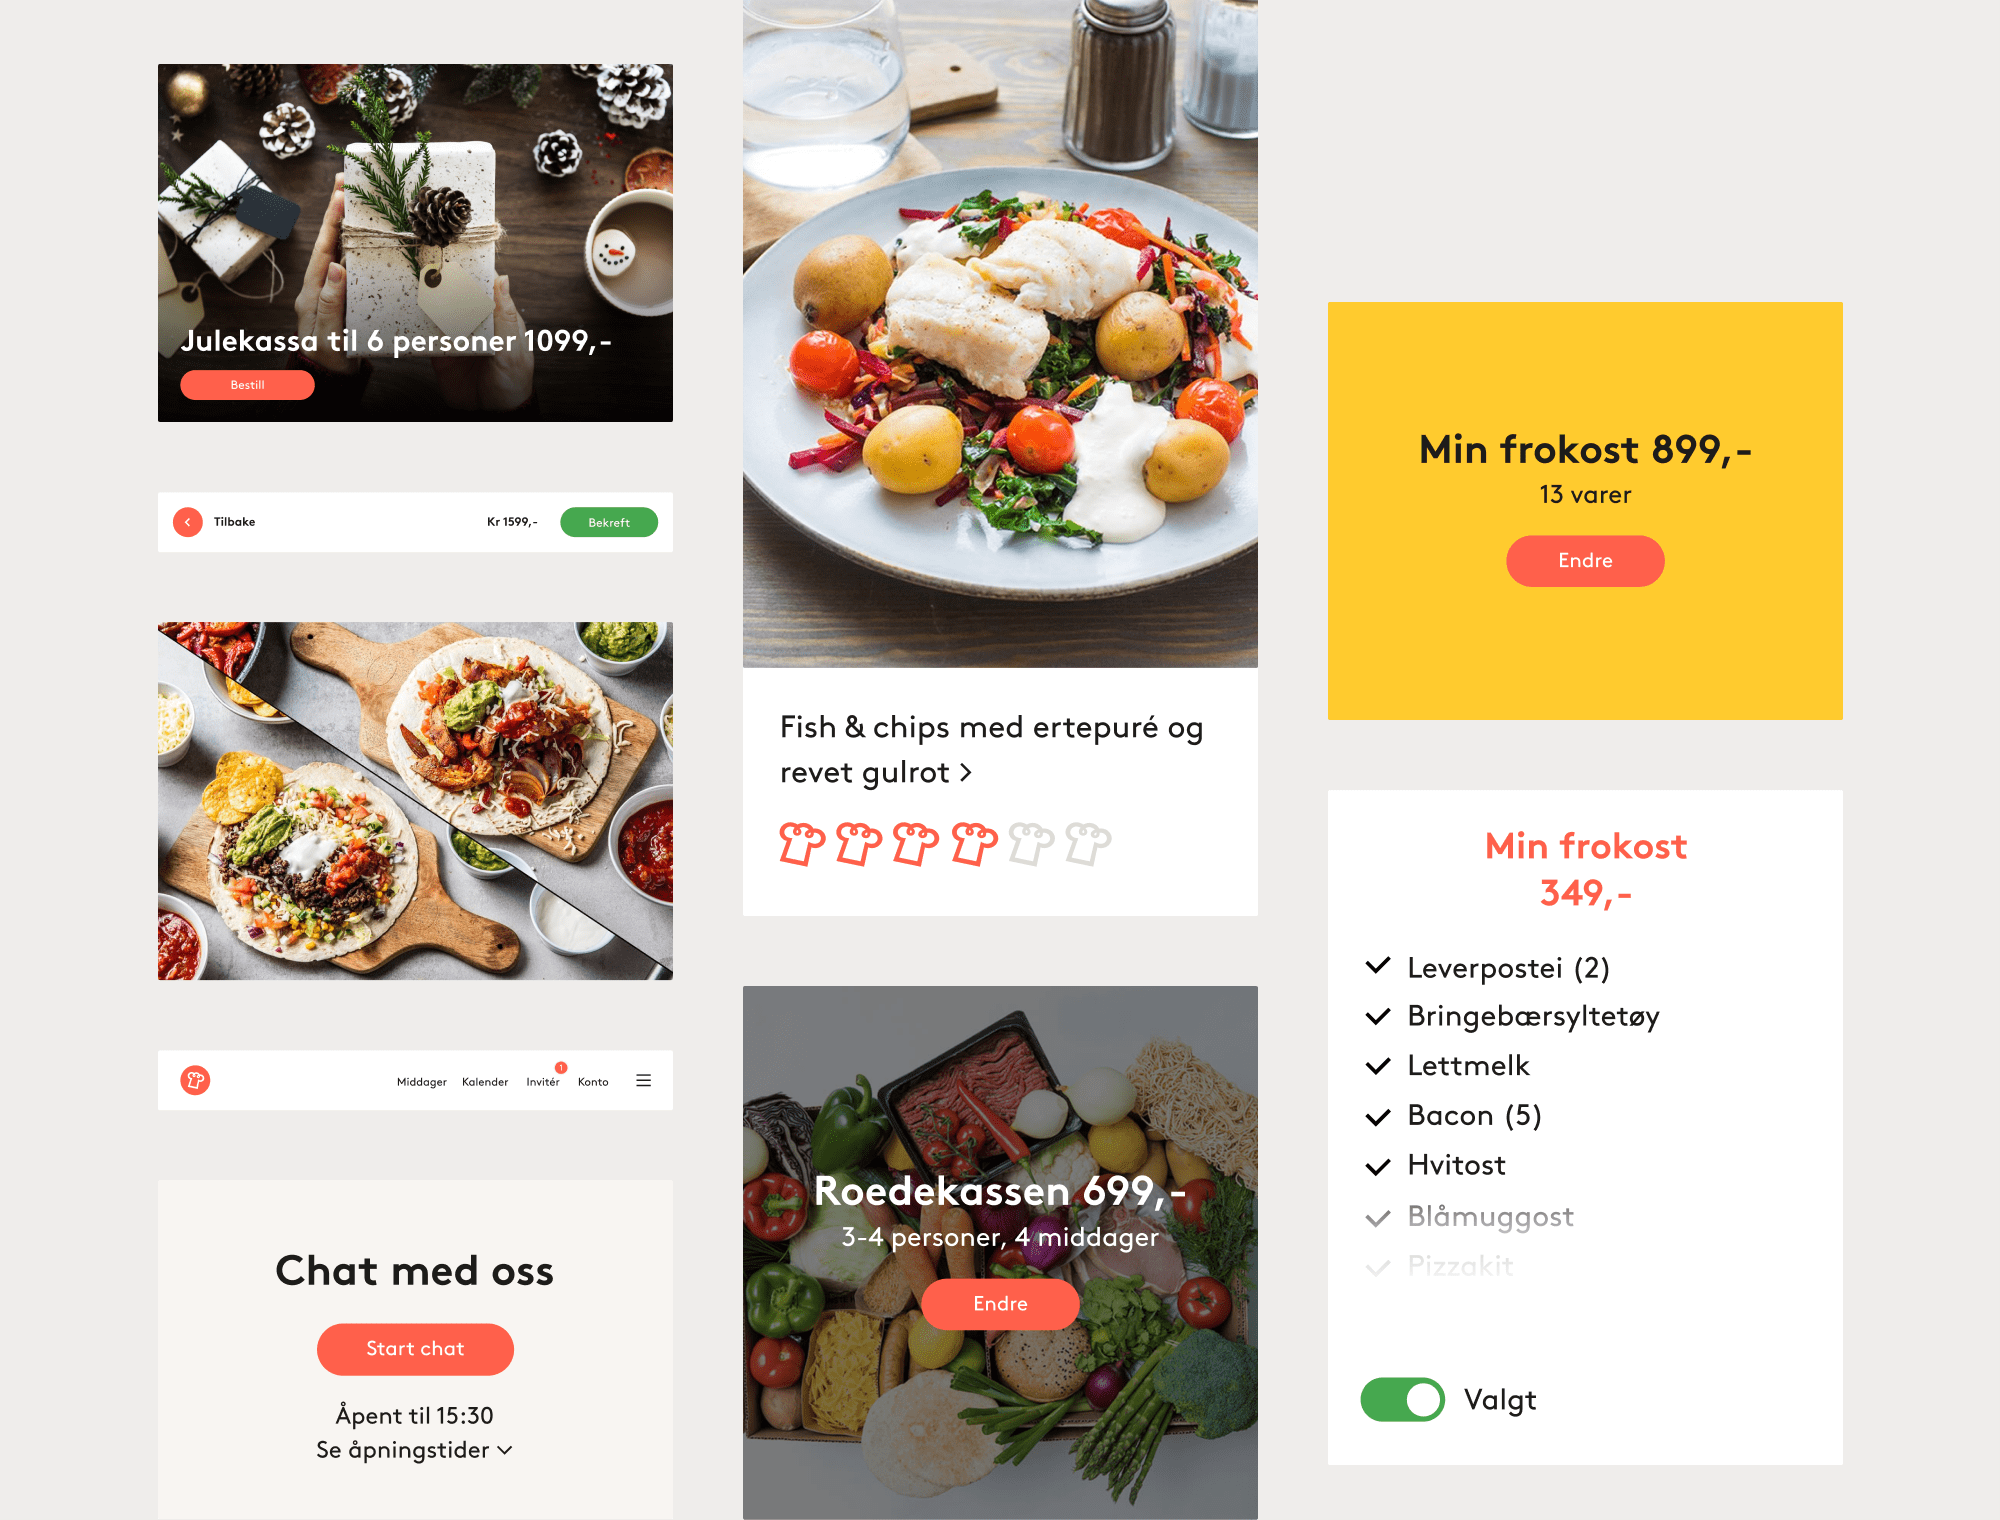 Julekassa til 6 personer 1099,-
Bestill
Tilbake
Kr 1599,-
Bekreft
Middager
Kalender
Invitér
1
Konto
Chat med oss
Start chat
Åpent til 15:30
Se åpningstider
Fish & chips med ertepuré og
revet gulrot >
Roedekassen 699,-
3-4 personer, 4 middager
Endre
Min frokost 899,-
13 varer
Endre
Min frokost
349,-
Leverpostei (2)
Bringebærsyltetøy
Lettmelk
Bacon (5)
Hvitost
Blåmuggost
Pizzakit
Valgt